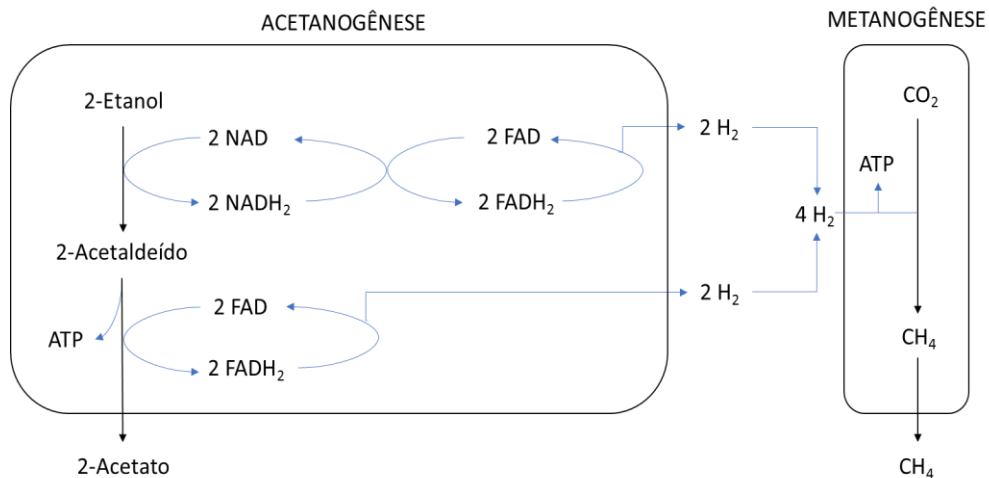 ACETANOGÊNESE
METANOGÊNESE
2-Etanol
2 NAD
2 FAD
2 H₂
CO₂
ATP
2 NADH₂
2 FADH₂
4 H₂
2-Acetaldeído
2 FAD
2 H₂
ATP
CH₄
2 FADH₂
2-Acetato
CH₄